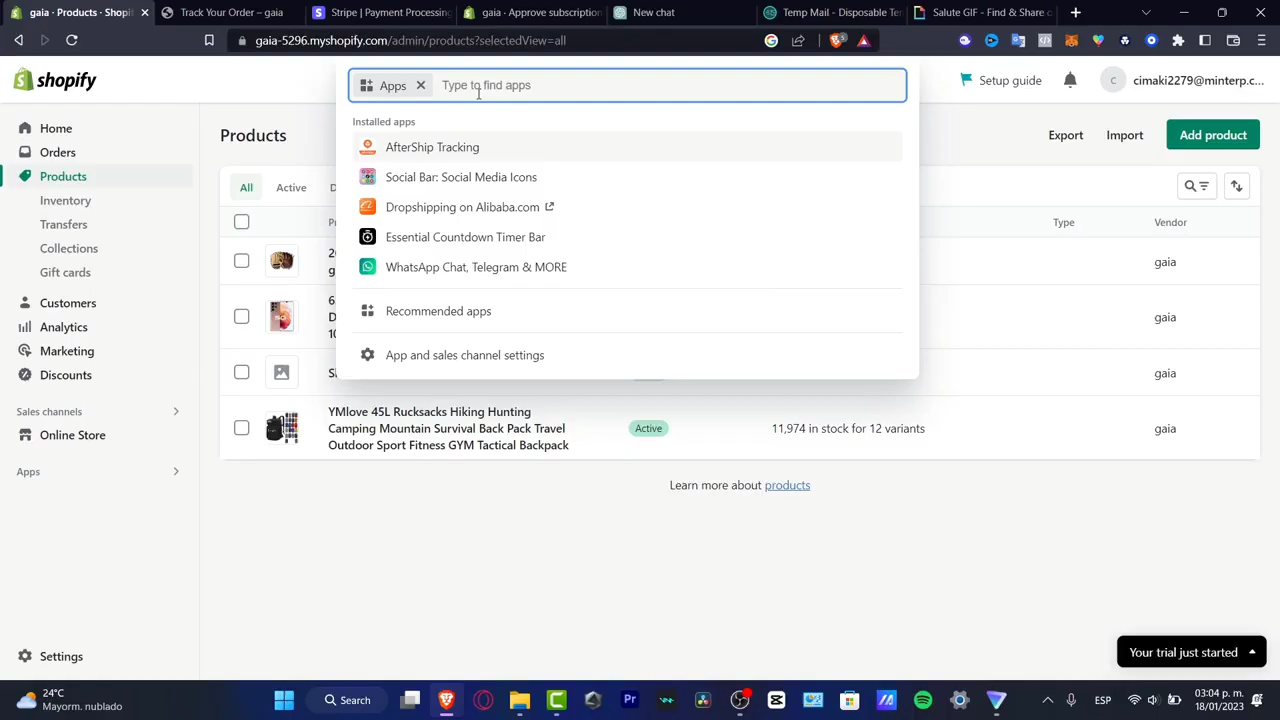 gaia · Products · Shopi
Track Your Order – gaia
Stripe | Payment Processing
gaia · Approve subscription
New chat
Temp Mail - Disposable Tem
Salute GIF - Find & Share o
gaia-5296.myshopify.com/admin/products?selectedView=all
shopify
Apps
Type to find apps
Setup guide
C
cimaki2279@minterp.c...
Installed apps
AfterShip Tracking
Social Bar: Social Media Icons
Dropshipping on Alibaba.com
Essential Countdown Timer Bar
WhatsApp Chat, Telegram & MORE
Recommended apps
App and sales channel settings
Home
Orders
Products
Inventory
Transfers
Collections
Gift cards
Customers
Analytics
Marketing
Discounts
Sales channels
Online Store
Apps
Settings
Products
Export
Import
Add product
All
Active
D
Type
Vendor
2
g
gaia
6
D
10
gaia
gaia
YMlove 45L Rucksacks Hiking Hunting
Camping Mountain Survival Back Pack Travel
Outdoor Sport Fitness GYM Tactical Backpack
Active
11,974 in stock for 12 variants
gaia
Learn more about products
Your trial just started
24°C
Mayorm. nublado
Search
Pr
ESP
03:04 p. m.
18/01/2023